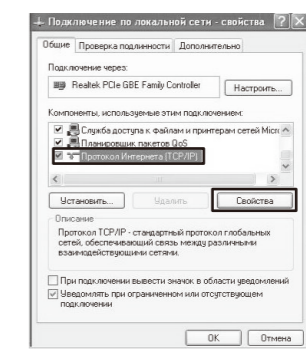 Подключение по локальной сети - свойства
Общие Проверка подлинности Дополнительно
Подключение через:
Realtek PCIe GBE Family Controller
Настроить...
Компоненты, используемые этим подключением:
Служба доступа к файлам и принтерам сетей Micro
Планировщик пакетов QoS
Протокол Интернета (TCP/IP)
Установить... Удалить Свойства
Описание
Протокол TCP/IP - стандартный протокол глобальных
сетей, обеспечивающий связь между различными
взаимодействующими сетями.
При подключении вывести значок в области уведомлений
Уведомлять при ограниченном или отсутствующем
подключении
OK Отмена